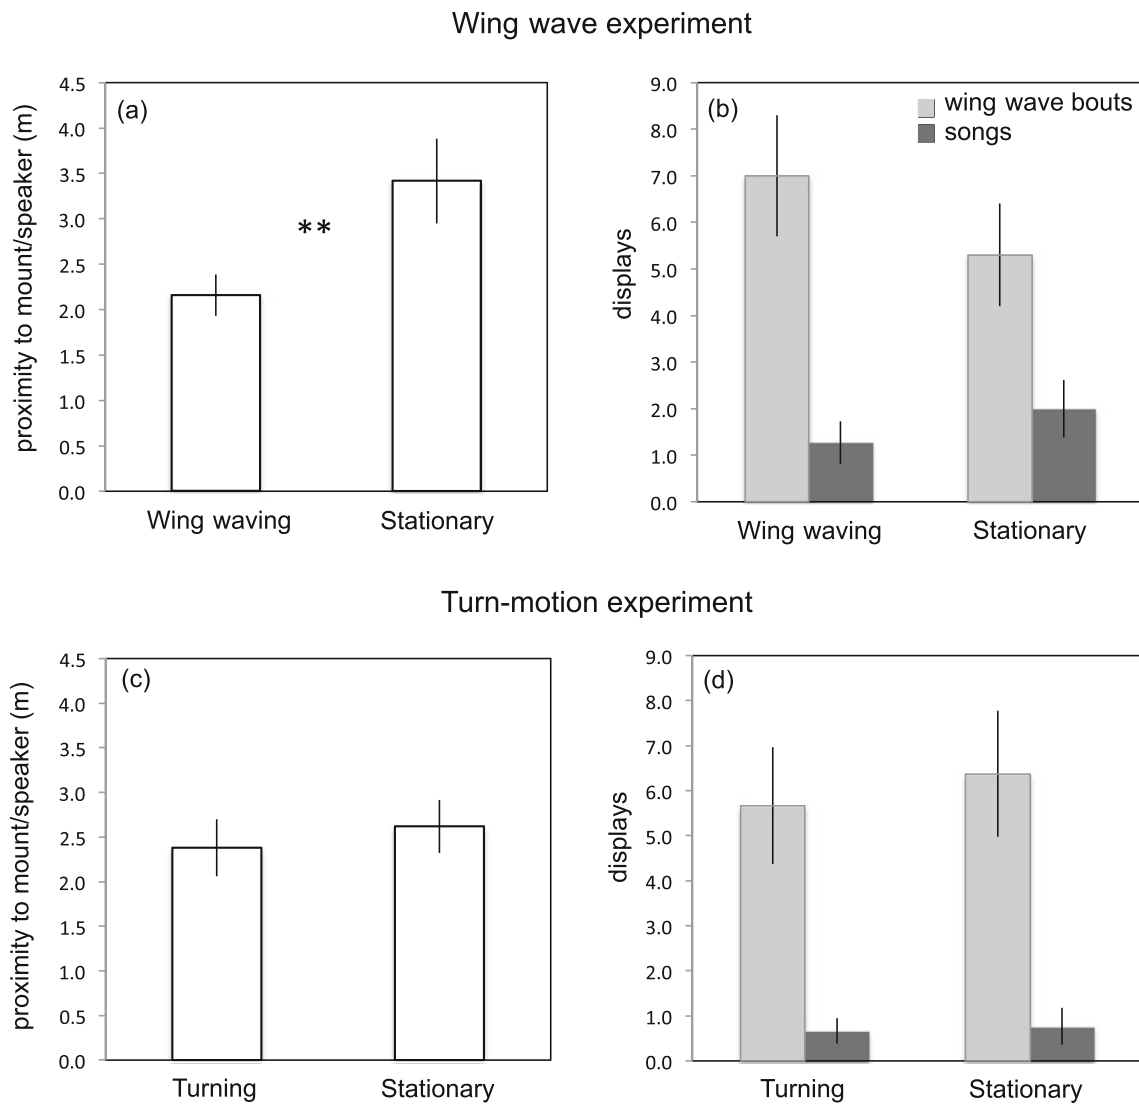 Wing wave experiment
(a)
proximity to mount/speaker (m)
4.5
4.0
3.5
3.0
2.5
2.0
1.5
1.0
0.5
0.0
**
Wing waving
Stationary
(b)
wing wave bouts
songs
displays
9.0
8.0
7.0
6.0
5.0
4.0
3.0
2.0
1.0
0.0
Wing waving
Stationary
Turn-motion experiment
(c)
proximity to mount/speaker (m)
4.5
4.0
3.5
3.0
2.5
2.0
1.5
1.0
0.5
0.0
Turning
Stationary
(d)
displays
9.0
8.0
7.0
6.0
5.0
4.0
3.0
2.0
1.0
0.0
Turning
Stationary